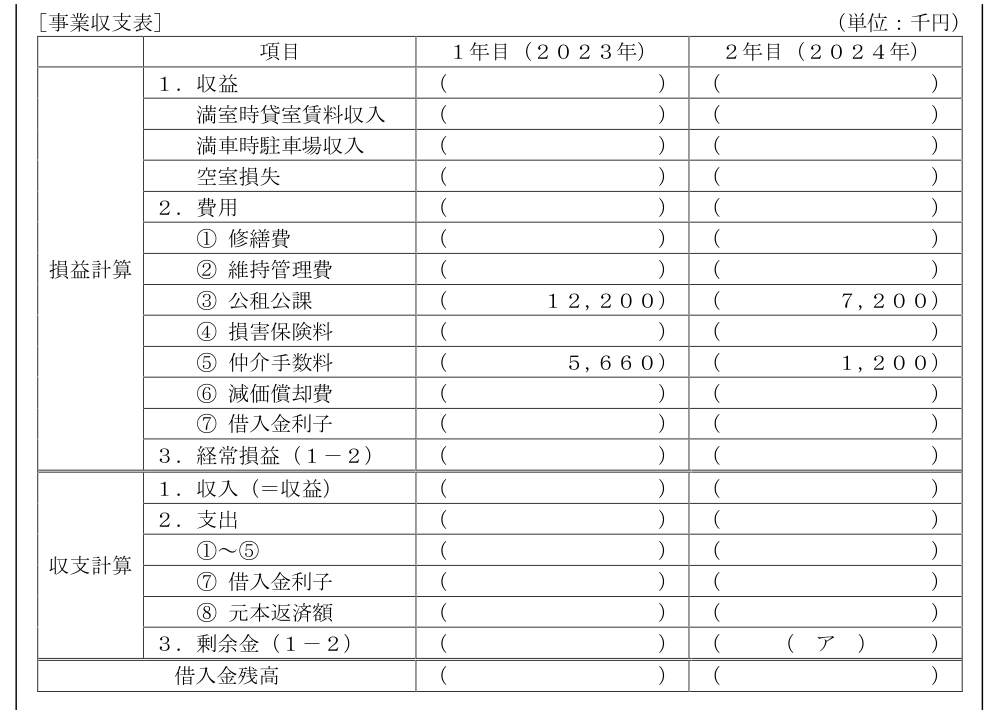 ［事業収支表］ （単位：千円）
項目 １年目（２０２３年） ２年目（２０２４年）
損益計算
１．収益 （ ） （ ）
満室時貸室賃料収入 （ ） （ ）
満車時駐車場収入 （ ） （ ）
空室損失 （ ） （ ）
２．費用 （ ） （ ）
① 修繕費 （ ） （ ）
② 維持管理費 （ ） （ ）
③ 公租公課 （ １２，２００） （ ７，２００）
④ 損害保険料 （ ） （ ）
⑤ 仲介手数料 （ ５，６６０） （ １，２００）
⑥ 減価償却費 （ ） （ ）
⑦ 借入金利子 （ ） （ ）
３．経常損益（１－２） （ ） （ ）
収支計算
１．収入（＝収益） （ ） （ ）
２．支出 （ ） （ ）
①～⑤ （ ） （ ）
⑦ 借入金利子 （ ） （ ）
⑧ 元本返済額 （ ） （ ）
３．剰余金（１－２） （ ） （ （ ア ） ）
借入金残高 （ ） （ ）